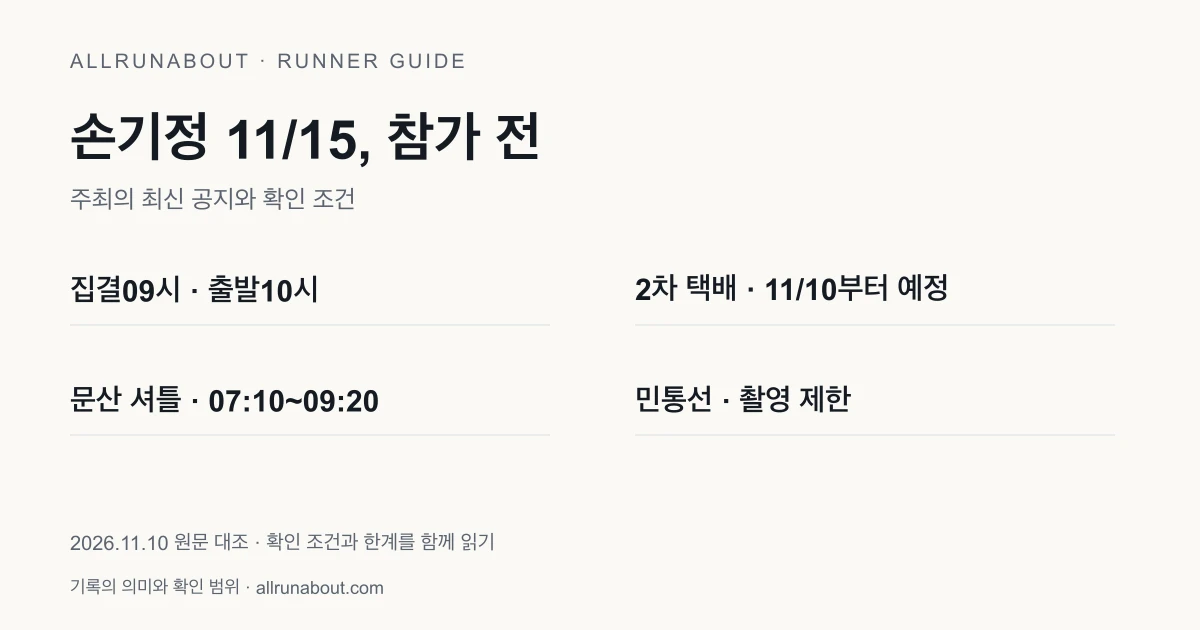 ALLRUNABOUT · RUNNER GUIDE
손기정 11/15, 참가 전
주최의 최신 공지와 확인 조건
집결09시 · 출발10시
2차 택배 · 11/10부터 예정
문산 셔틀 · 07:10~09:20
민통선 · 촬영 제한
2026.11.10 원문 대조 · 확인 조건과 한계를 함께 읽기
기록의 의미와 확인 범위 · allrunabout.com